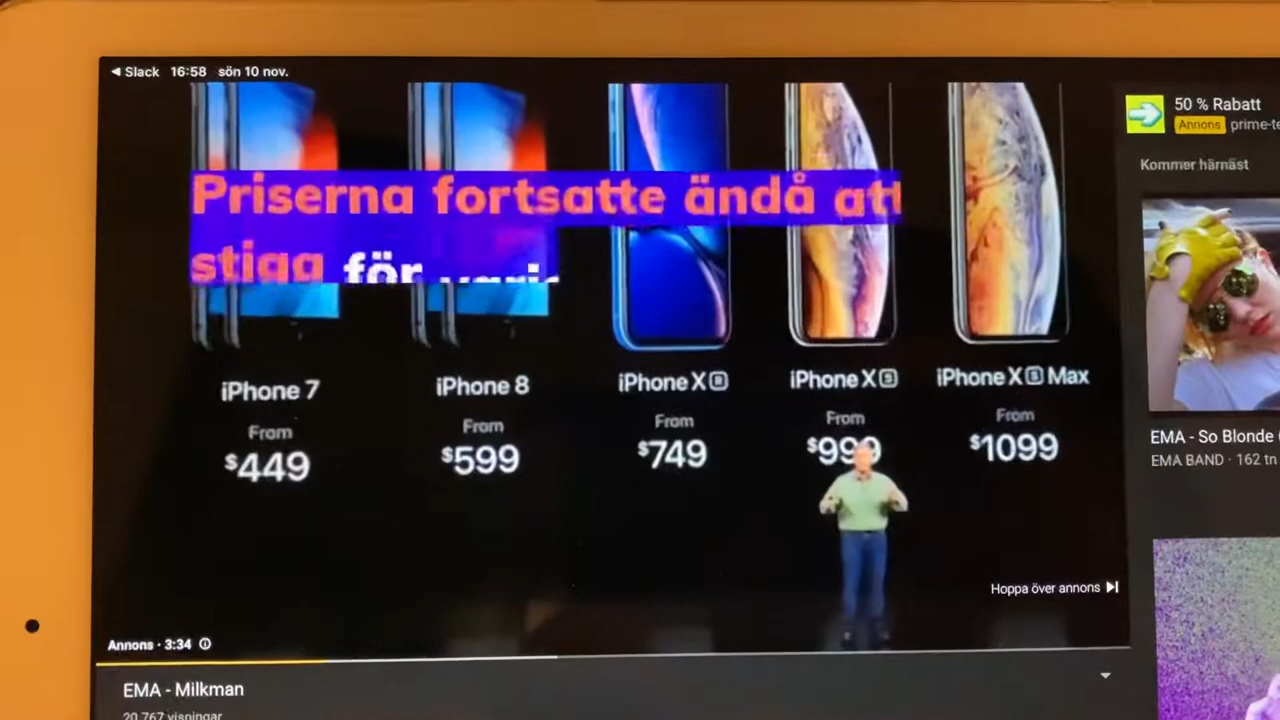 ◀ Slack 16:58 sön 10 nov.
50 % Rabatt
Annons prime-te
Kommer härnäst
Priserna fortsatte ändå att
stiga för
iPhone 7
iPhone 8
iPhone XR
iPhone XS
iPhone XS Max
From
From
From
From
From
$449
$599
$749
$999
$1099
EMA - So Blonde
EMA BAND · 162 tn
Hoppa över annons
Annons · 3:34
EMA - Milkman
20 767 visningar